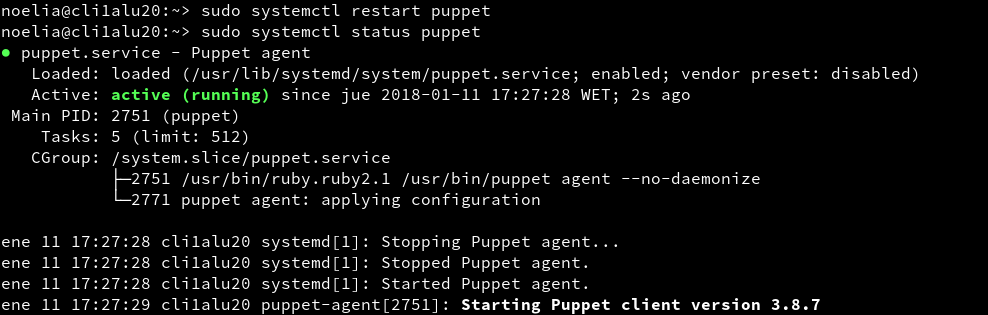 noelia@cli1alu20:~> sudo systemctl restart puppet
noelia@cli1alu20:~> sudo systemctl status puppet
● puppet.service - Puppet agent
   Loaded: loaded (/usr/lib/systemd/system/puppet.service; enabled; vendor preset: disabled)
   Active: active (running) since jue 2018-01-11 17:27:28 WET; 2s ago
 Main PID: 2751 (puppet)
    Tasks: 5 (limit: 512)
   CGroup: /system.slice/puppet.service
           ├─2751 /usr/bin/ruby.ruby2.1 /usr/bin/puppet agent --no-daemonize
           └─2771 puppet agent: applying configuration

ene 11 17:27:28 cli1alu20 systemd[1]: Stopping Puppet agent...
ene 11 17:27:28 cli1alu20 systemd[1]: Stopped Puppet agent.
ene 11 17:27:28 cli1alu20 systemd[1]: Started Puppet agent.
ene 11 17:27:29 cli1alu20 puppet-agent[2751]: Starting Puppet client version 3.8.7